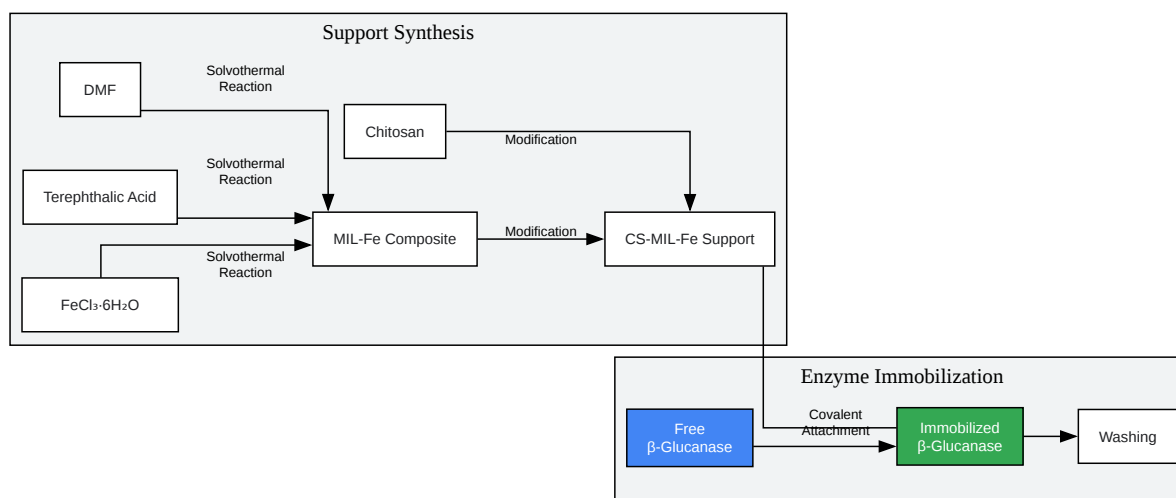 Support Synthesis
DMF
Solvothermal
Reaction
Chitosan
Modification
Terephthalic Acid
Solvothermal
Reaction
MIL-Fe Composite
Modification
CS-MIL-Fe Support
Solvothermal
Reaction
FeCl₃·6H₂O
Enzyme Immobilization
Free
β-Glucanase
Covalent
Attachment
Immobilized
β-Glucanase
Washing